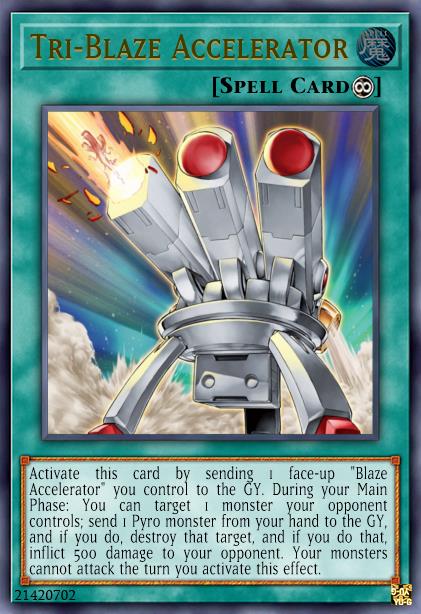 Tri-Blaze Accelerator
SPELL
魔
[Spell Card]
Activate this card by sending 1 face-up "Blaze
Accelerator" you control to the GY. During your Main
Phase: You can target 1 monster your opponent
controls; send 1 Pyro monster from your hand to the GY,
and if you do, destroy that target, and if you do that,
inflict 500 damage to your opponent. Your monsters
cannot attack the turn you activate this effect.
21420702